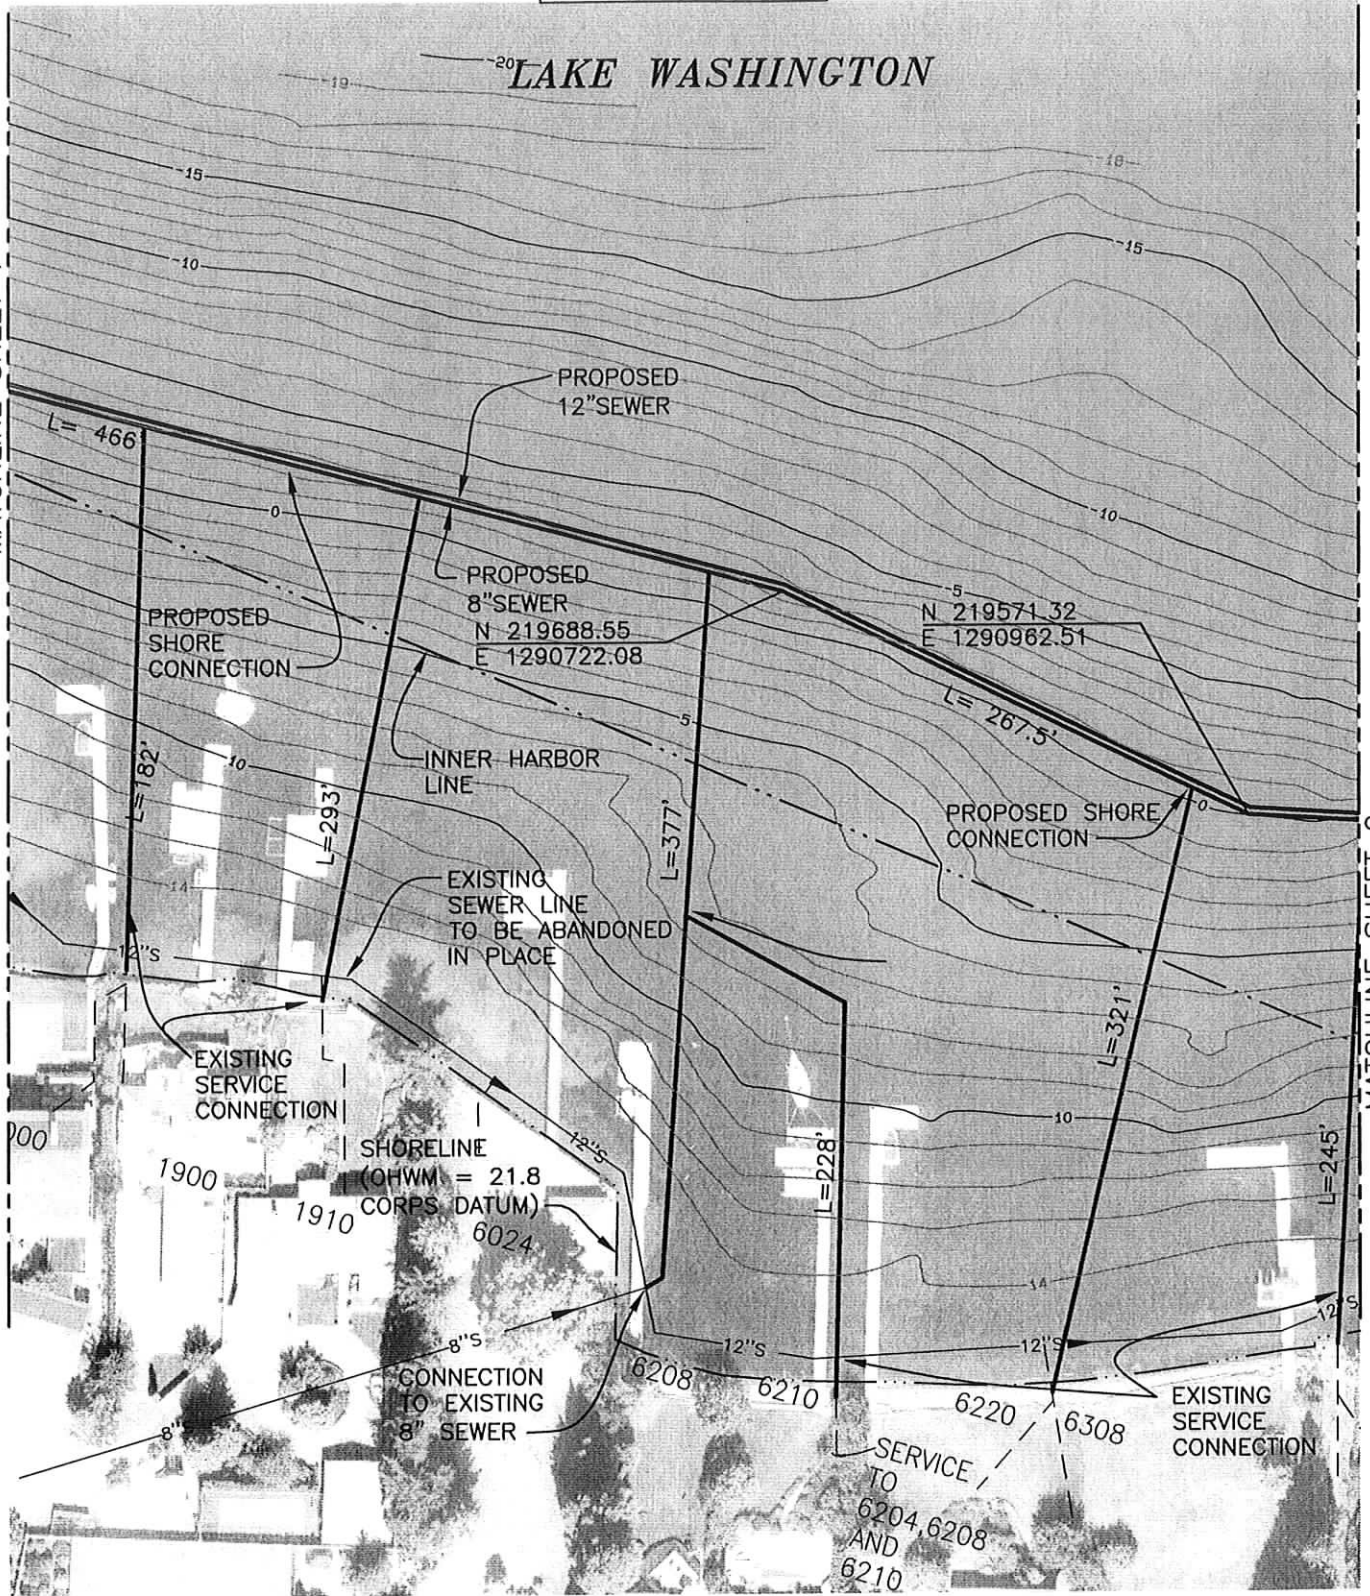 -20
LAKE WASHINGTON
-19
-18
-15
-15
-10
PROPOSED
12"SEWER
L= 466'
0
-10
PROPOSED
8"SEWER
N 219688.55
E 1290722.08
-5
N 219571.32
E 1290962.51
PROPOSED
SHORE
CONNECTION
L= 267.5'
5
INNER HARBOR
LINE
10
L=182'
L=293'
L=377'
0
PROPOSED SHORE
CONNECTION
14
EXISTING
SEWER LINE
TO BE ABANDONED
IN PLACE
12"S
L=321'
EXISTING
SERVICE
CONNECTION
10
1900
1910
SHORELINE
(OHWM = 21.8
CORPS DATUM)
6024
12"S
L=228'
L=245'
14
12"S
8"S
12"S
12"S
CONNECTION
TO EXISTING
8" SEWER
8"S
6208
6210
6220
6308
EXISTING
SERVICE
CONNECTION
SERVICE
TO
6204,6208
AND
6210